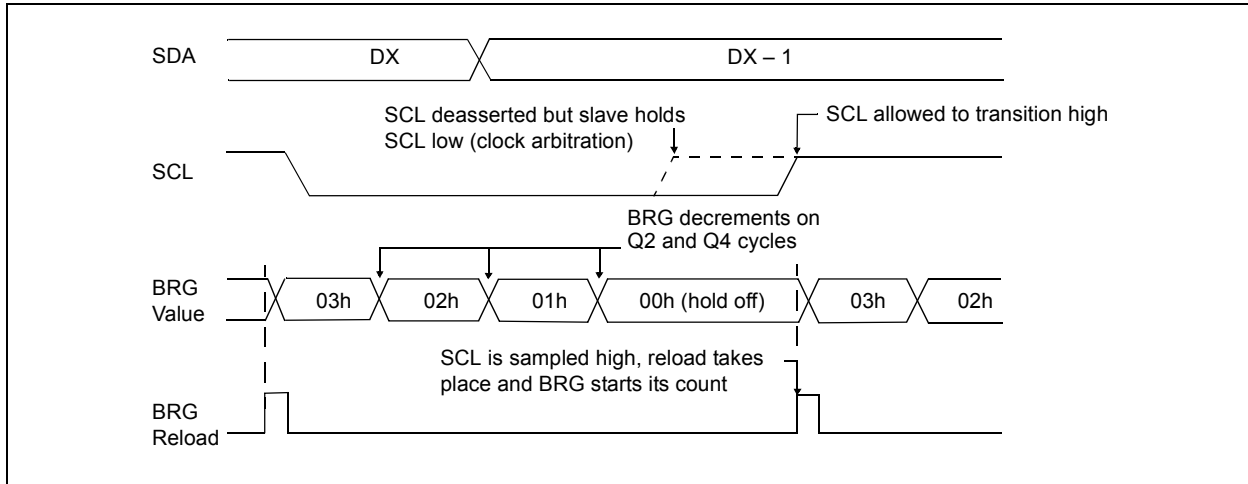 SDA
DX
DX – 1
SCL deasserted but slave holds
SCL low (clock arbitration)
SCL allowed to transition high
SCL
BRG decrements on
Q2 and Q4 cycles
BRG
Value
03h
02h
01h
00h (hold off)
03h
02h
SCL is sampled high, reload takes
place and BRG starts its count
BRG
Reload